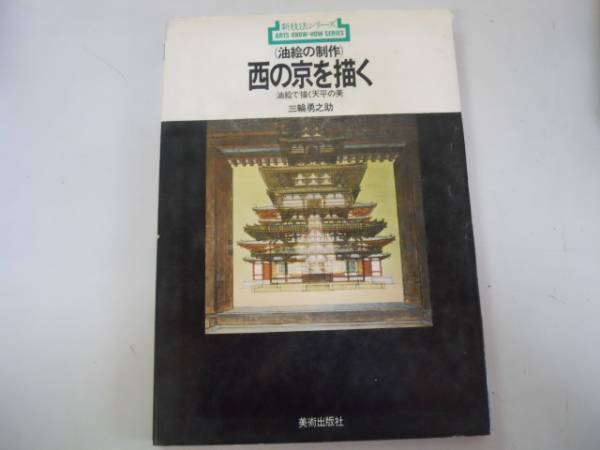 新技法シリーズ
ARTS KNOW-HOW SERIES
(油絵の制作)
西の京を描く
油絵で描く天平の美
三輪勇之助
美術出版社